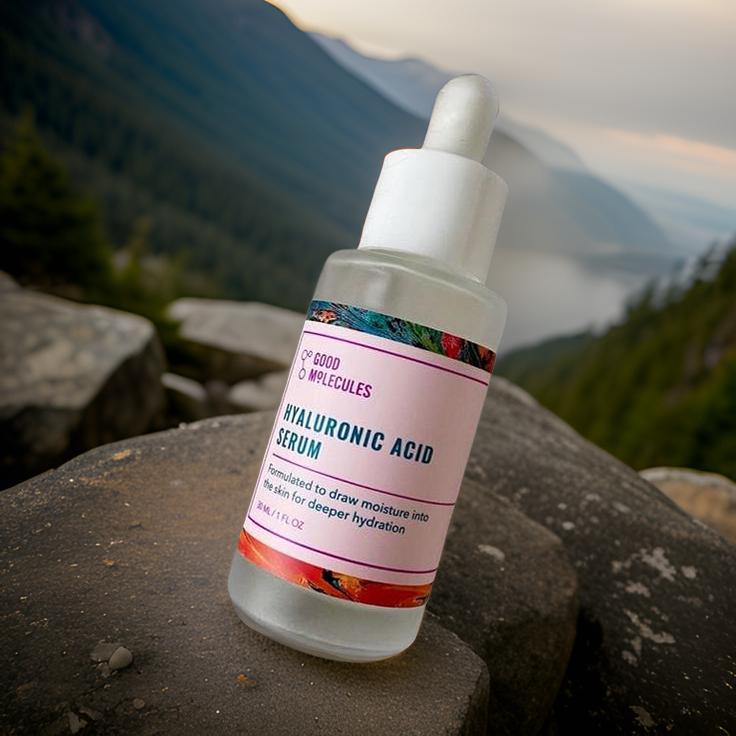 GOOD
MOLECULES
HYALURONIC ACID
SERUM
Formulated to draw moisture into
the skin for deeper hydration
30 ML / 1 FL OZ